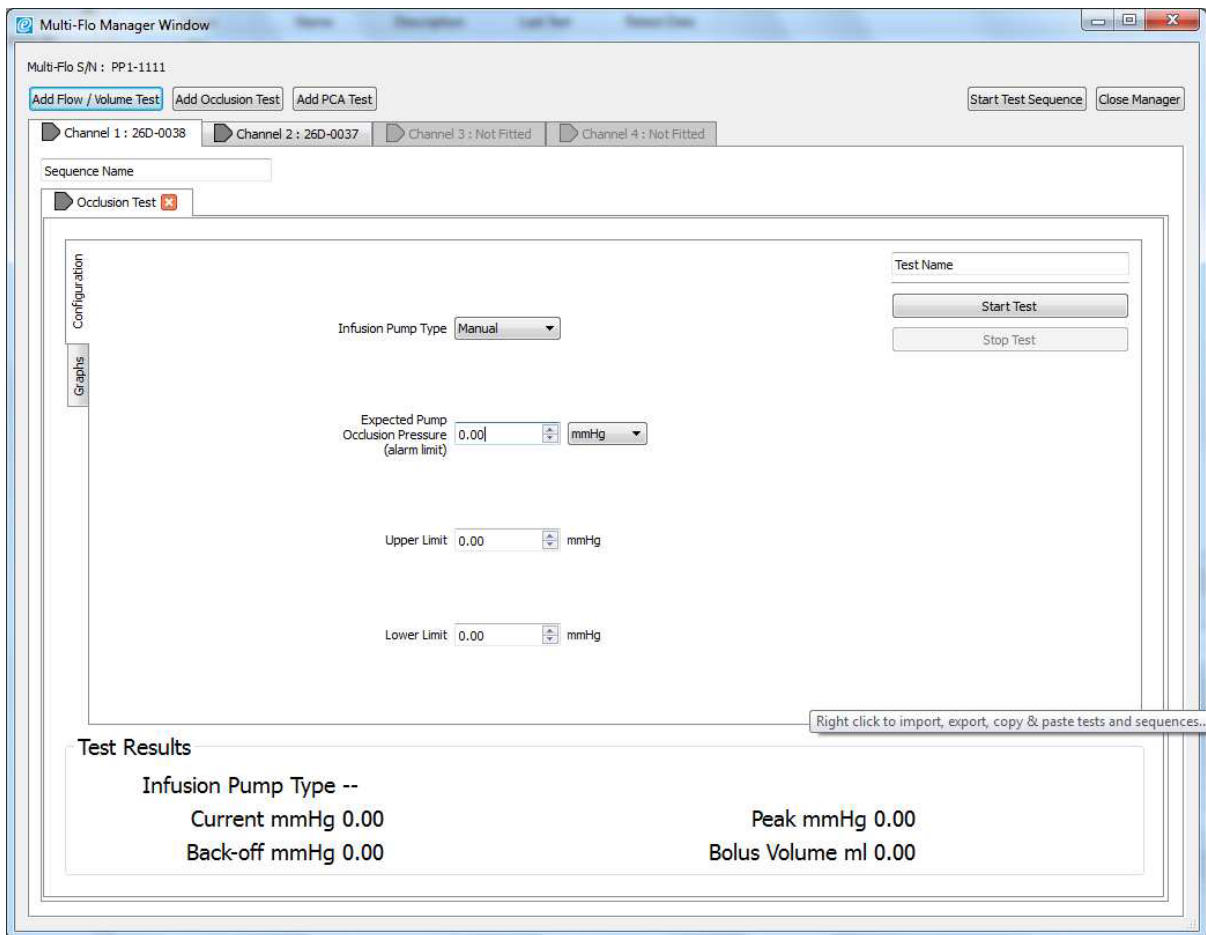 Multi-Flo Manager Window
Multi-Flo S/N : PP1-1111
Add Flow / Volume Test
Add Occlusion Test
Add PCA Test
Start Test Sequence
Close Manager
Channel 1 : 26D-0038
Channel 2 : 26D-0037
Channel 3 : Not Fitted
Channel 4 : Not Fitted
Sequence Name
Occlusion Test
Configuration
Graphs
Test Name
Start Test
Stop Test
Infusion Pump Type Manual
Expected Pump
Occlusion Pressure 0.00 mmHg
(alarm limit)
Upper Limit 0.00 mmHg
Lower Limit 0.00 mmHg
Right click to import, export, copy & paste tests and sequences..
Test Results
Infusion Pump Type --
Current mmHg 0.00
Peak mmHg 0.00
Back-off mmHg 0.00
Bolus Volume ml 0.00